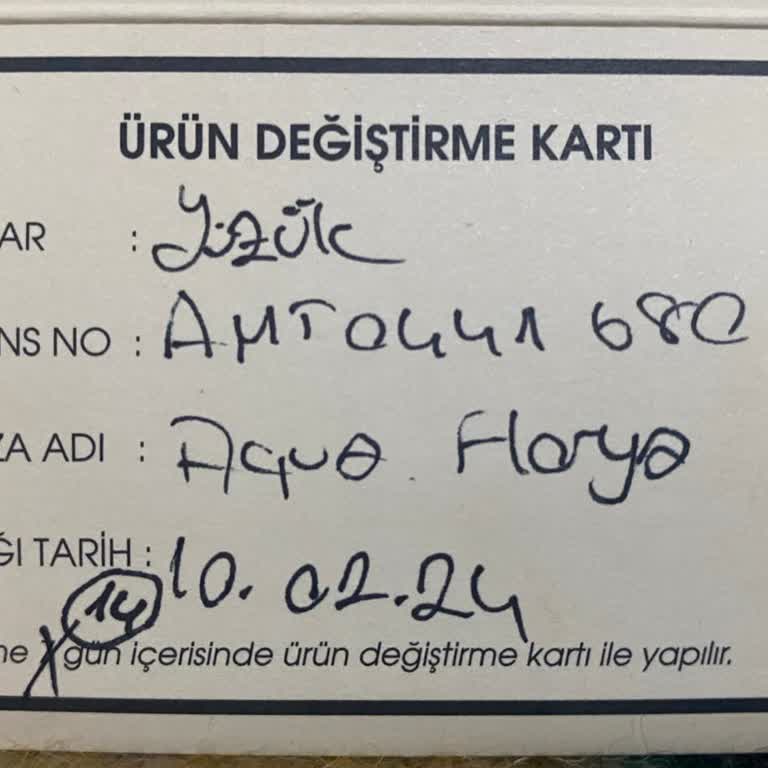 ÜRÜN DEĞİŞTİRME KARTI
AR : Yüzük
NS NO : AMT0441 680
ZA ADI : Aqua Florya
ĞI TARİH : 10.02.24
14
gün içerisinde ürün değiştirme kartı ile yapılır.